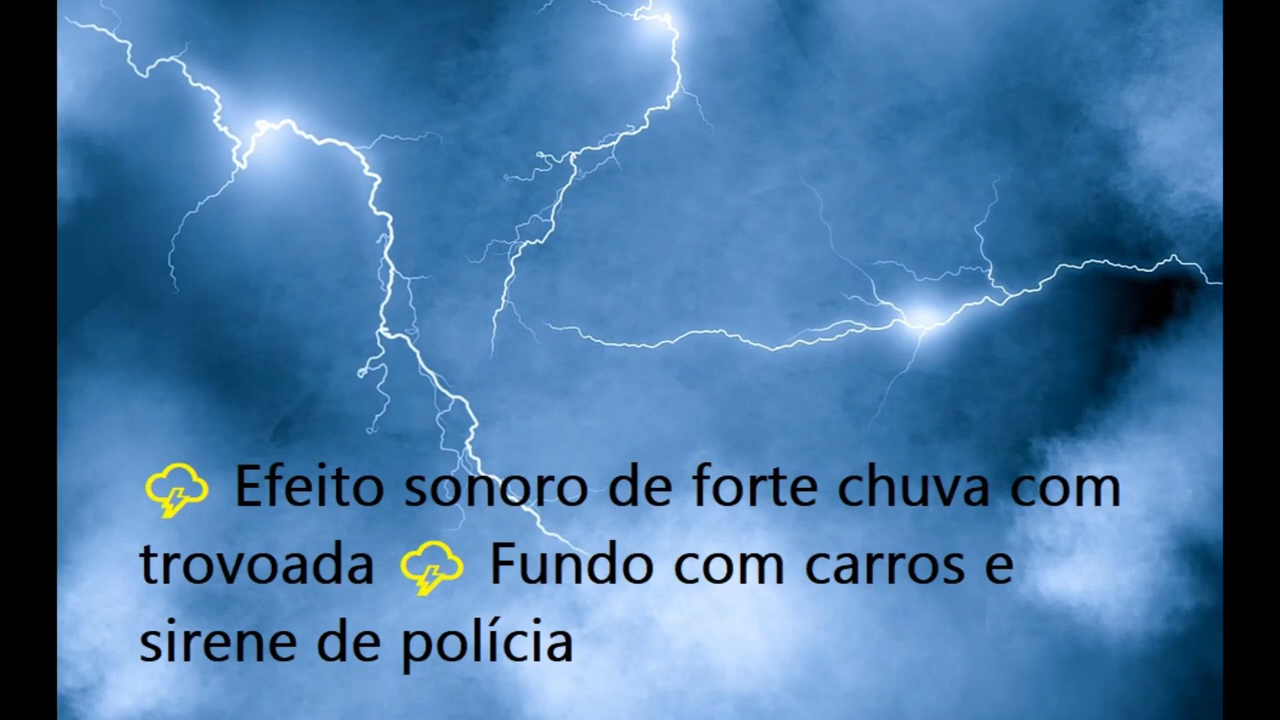 🌩 Efeito sonoro de forte chuva com
trovoada 🌩 Fundo com carros e
sirene de polícia